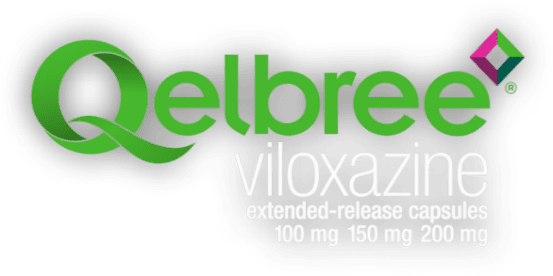 Qelbree®
viloxazine
extended-release capsules
100 mg 150 mg 200 mg